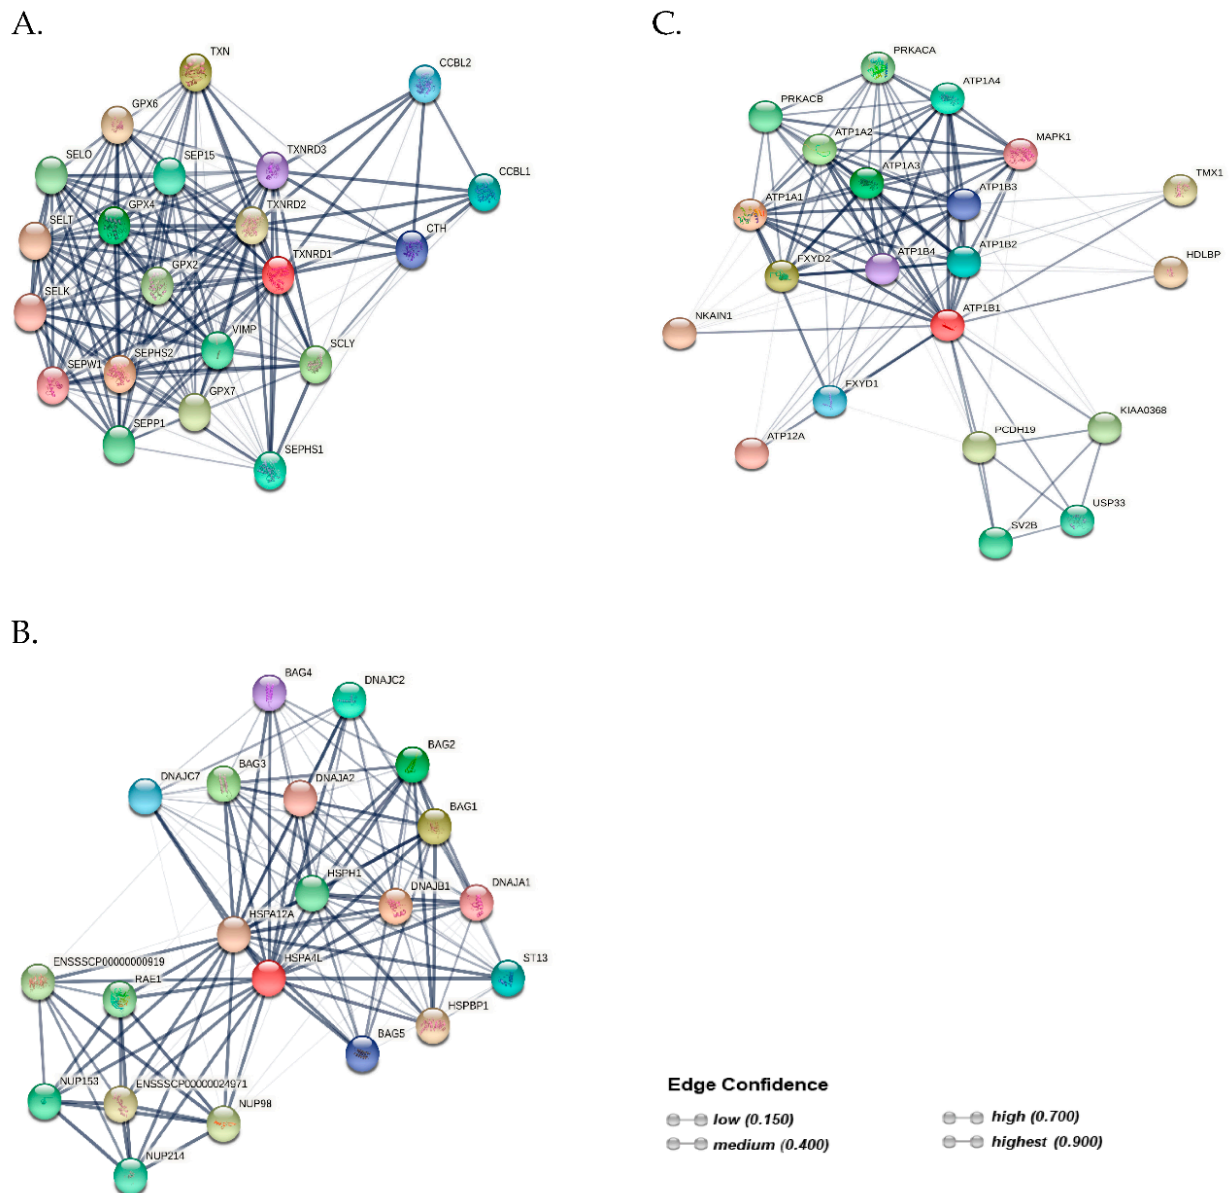 A.
TXN
CCBL2
GPX6
SELO
SEP15
TXNRD3
CCBL1
GPX4
TXNRD2
SELT
CTH
TXNRD1
GPX2
SELK
VIMP
SCLY
SEPHS2
SEPW1
GPX7
SEPP1
SEPHS1
C.
PRKACA
ATP1A4
PRKACB
ATP1A2
MAPK1
ATP1A3
TMX1
ATP1B3
ATP1A1
ATP1B4
ATP1B2
HDLBP
FXYD2
ATP1B1
NKAIN1
FXYD1
KIAA0368
PCDH19
ATP12A
USP33
SV2B
B.
BAG4
DNAJC2
BAG2
BAG3
DNAJC7
DNAJA2
BAG1
HSPH1
DNAJB1
DNAJA1
HSPA12A
HSPA4L
ST13
ENSSSCP00000000919
RAE1
HSPBP1
BAG5
NUP153
ENSSSCP00000024971
NUP98
NUP214
Edge Confidence
low (0.150)
high (0.700)
medium (0.400)
highest (0.900)